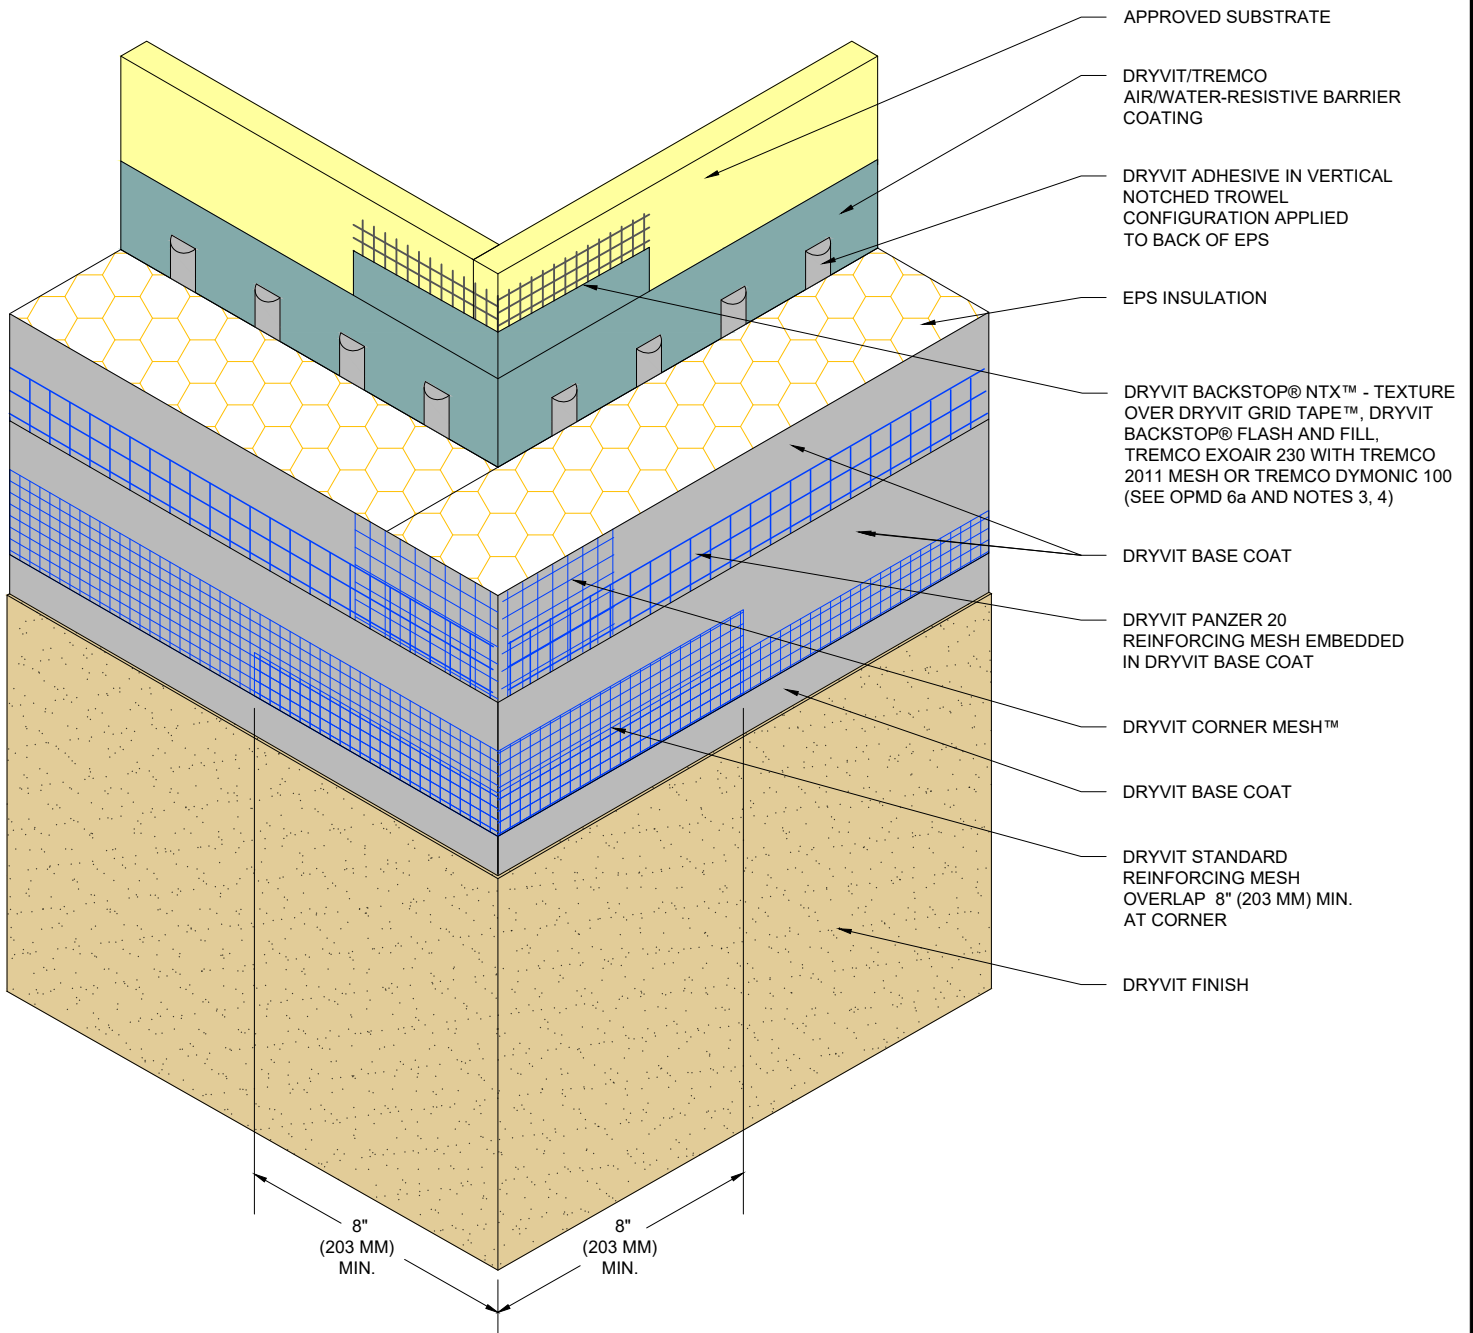 APPROVED SUBSTRATE
DRYVIT/TREMCO
AIR/WATER-RESISTIVE BARRIER
COATING
DRYVIT ADHESIVE IN VERTICAL
NOTCHED TROWEL
CONFIGURATION APPLIED
TO BACK OF EPS
EPS INSULATION
DRYVIT BACKSTOP® NTX™ - TEXTURE
OVER DRYVIT GRID TAPE™, DRYVIT
BACKSTOP® FLASH AND FILL,
TREMCO EXOAIR 230 WITH TREMCO
2011 MESH OR TREMCO DYMONIC 100
(SEE OPMD 6a AND NOTES 3, 4)
DRYVIT BASE COAT
DRYVIT PANZER 20
REINFORCING MESH EMBEDDED
IN DRYVIT BASE COAT
DRYVIT CORNER MESH™
DRYVIT BASE COAT
DRYVIT STANDARD
REINFORCING MESH
OVERLAP 8" (203 MM) MIN.
AT CORNER
DRYVIT FINISH
8"
(203 MM)
MIN.
8"
(203 MM)
MIN.